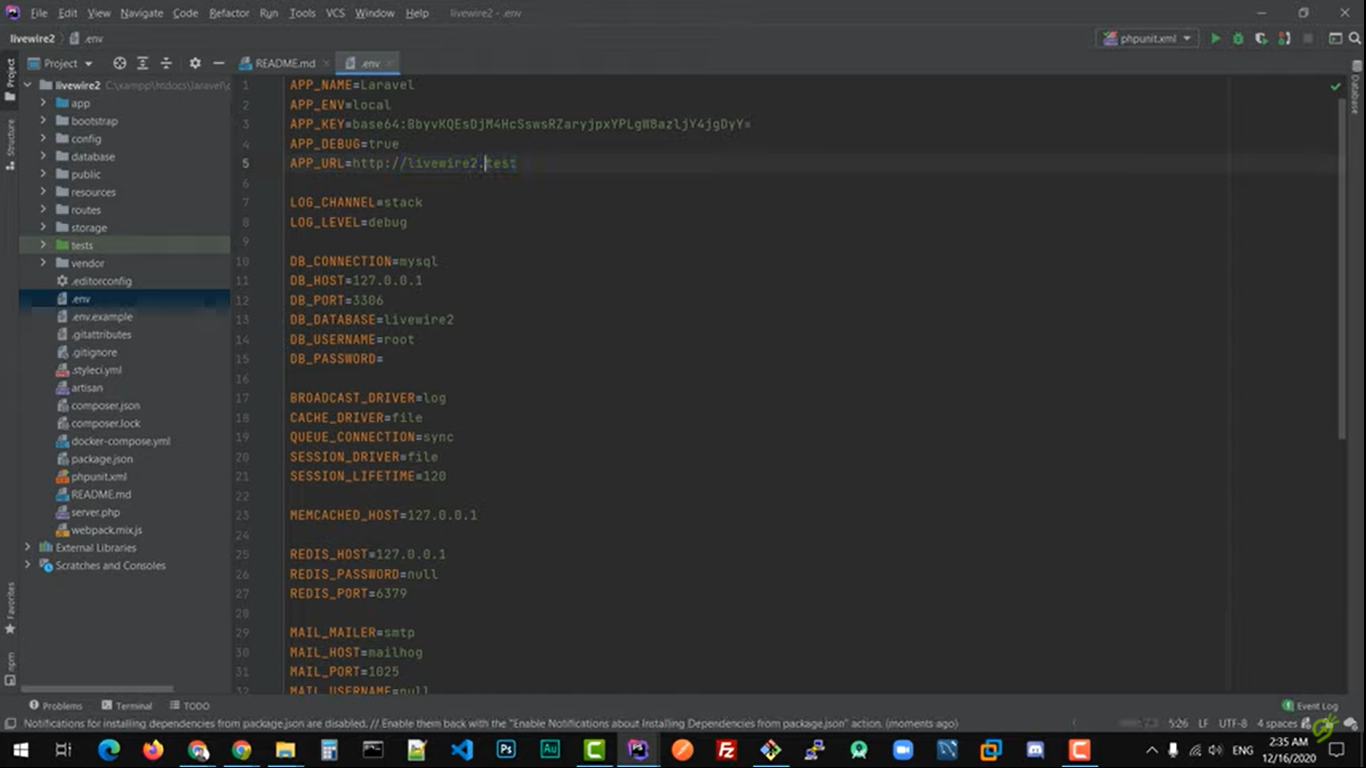 File Edit View Navigate Code Refactor Run Tools VCS Window Help livewire2 - .env
livewire2 .env
phpunit.xml
Project
README.md
.env
Project
Structure
Favorites
npm
Database
livewire2
app
bootstrap
config
database
public
resources
routes
storage
tests
vendor
.editorconfig
.env
.env.example
.gitattributes
.gitignore
.styleci.yml
artisan
composer.json
composer.lock
docker-compose.yml
package.json
phpunit.xml
README.md
server.php
webpack.mix.js
External Libraries
Scratches and Consoles
1 APP_NAME=Laravel
2 APP_ENV=local
3 APP_KEY=base64:BbyvKQEsDjM4HcSswsRZaryjpxYPLgW8azljY4jgDyY=
4 APP_DEBUG=true
5 APP_URL=http://livewire2.test
6
7 LOG_CHANNEL=stack
8 LOG_LEVEL=debug
9
10 DB_CONNECTION=mysql
11 DB_HOST=127.0.0.1
12 DB_PORT=3306
13 DB_DATABASE=livewire2
14 DB_USERNAME=root
15 DB_PASSWORD=
16
17 BROADCAST_DRIVER=log
18 CACHE_DRIVER=file
19 QUEUE_CONNECTION=sync
20 SESSION_DRIVER=file
21 SESSION_LIFETIME=120
22
23 MEMCACHED_HOST=127.0.0.1
24
25 REDIS_HOST=127.0.0.1
26 REDIS_PASSWORD=null
27 REDIS_PORT=6379
28
29 MAIL_MAILER=smtp
30 MAIL_HOST=mailhog
31 MAIL_PORT=1025
32 MAIL_USERNAME=null
Problems Terminal TODO Event Log
Notifications for installing dependencies from package.json are disabled. // Enable them back with the "Enable Notifications about Installing Dependencies from package.json" action. (moments ago) 5:26 LF UTF-8 4 spaces
ENG 2:35 AM
12/16/2020